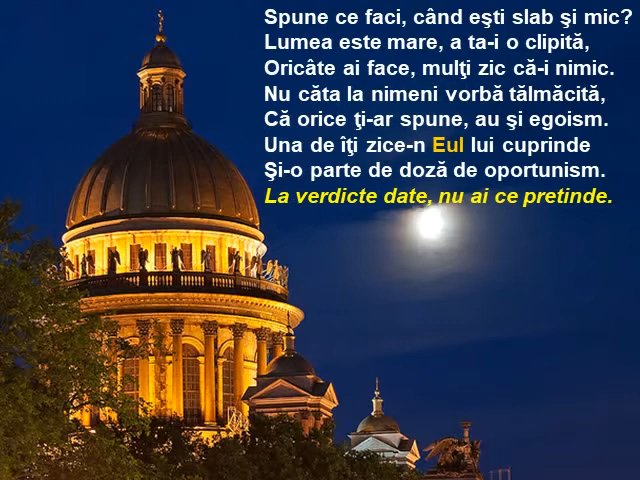 Spune ce faci, când eşti slab şi mic?
Lumea este mare, a ta-i o clipită,
Oricâte ai face, mulţi zic că-i nimic.
Nu căta la nimeni vorbă tălmăcită,
Că orice ţi-ar spune, au şi egoism.
Una de îţi zice-n Eul lui cuprinde
Şi-o parte de doză de oportunism.
La verdicte date, nu ai ce pretinde.